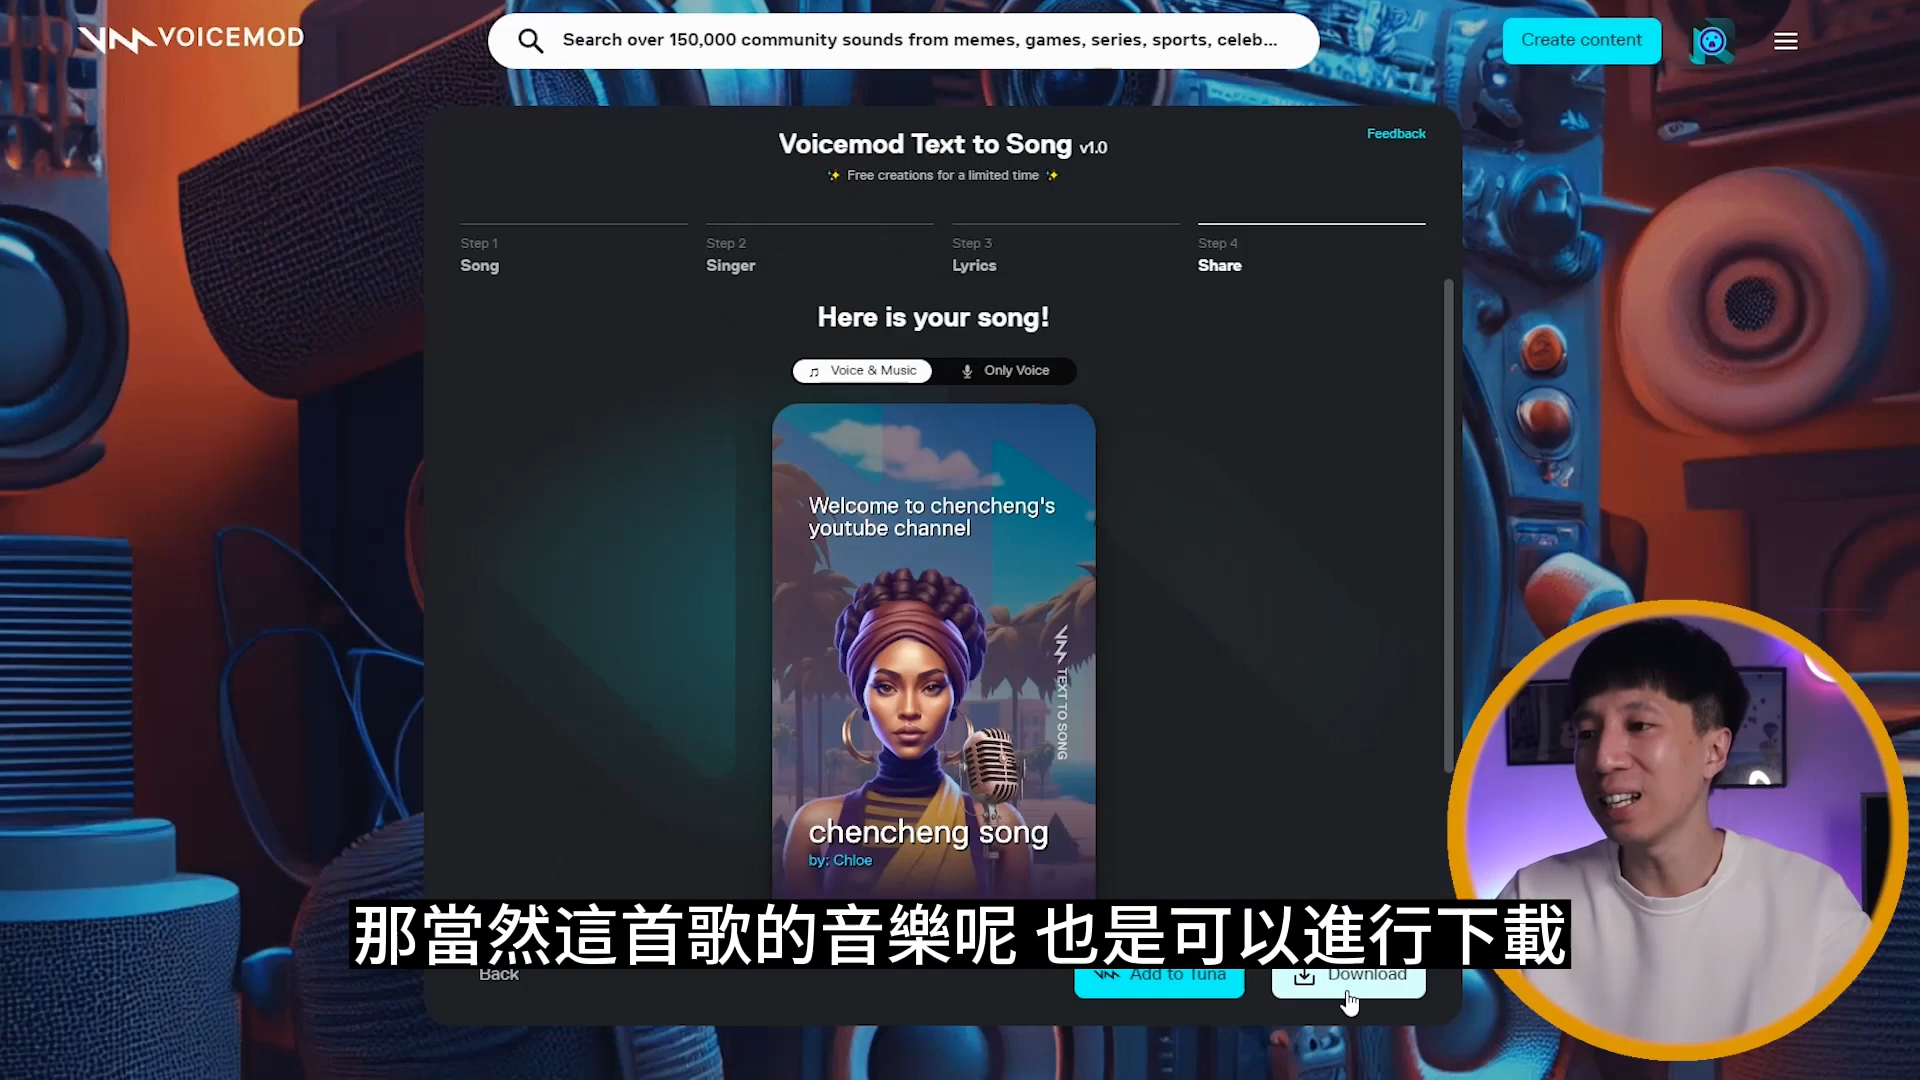 VOICEMOD
Search over 150,000 community sounds from memes, games, series, sports, celeb...
Create content
Feedback
Voicemod Text to Song v1.0
Free creations for a limited time
Step 1
Song
Step 2
Singer
Step 3
Lyrics
Step 4
Share
Here is your song!
Voice & Music
Only Voice
Welcome to chencheng's
youtube channel
TEXT TO SONG
chencheng song
by: Chloe
那當然這首歌的音樂呢 也是可以進行下載
Back
Add to Tuna
Download